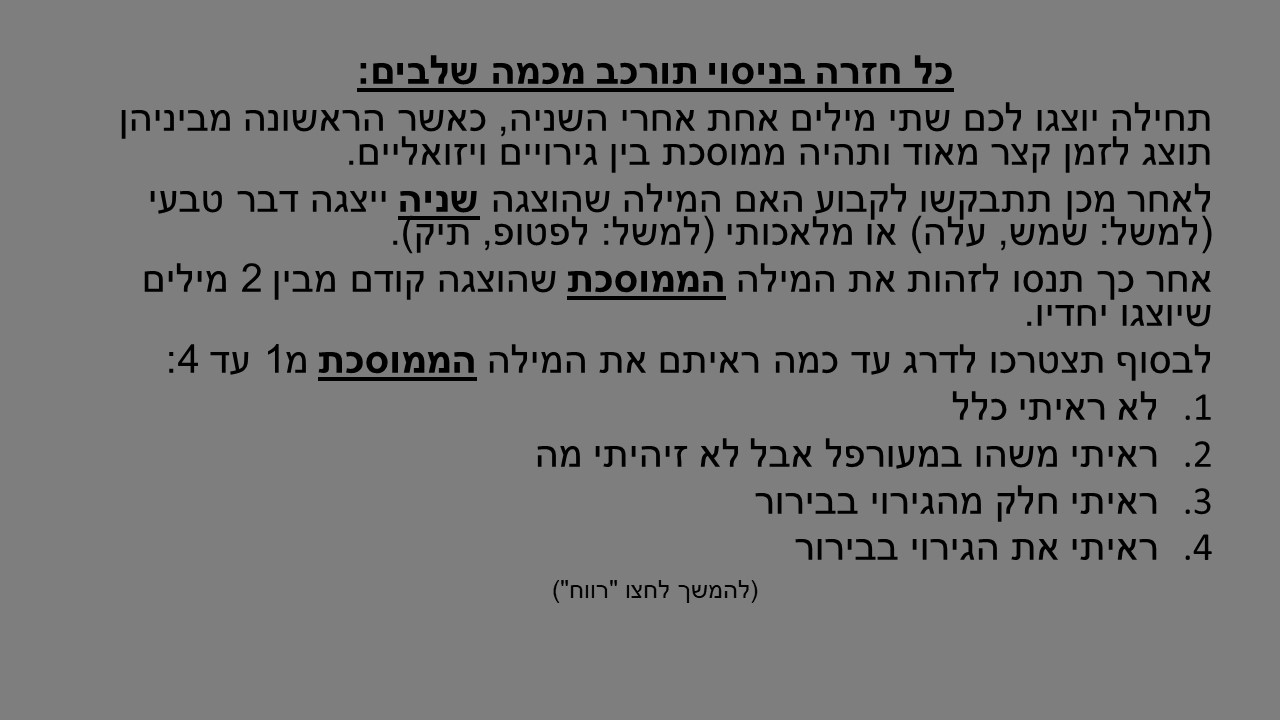 כל חזרה בניסוי תורכב מכמה שלבים:
תחילה יוצגו לכם שתי מילים אחת אחרי השניה, כאשר הראשונה מביניהן
תוצג לזמן קצר מאוד ותהיה ממוסכת בין גירויים ויזואליים.
לאחר מכן תתבקשו לקבוע האם המילה שהוצגה שניה ייצגה דבר טבעי
(למשל: שמש, עלה) או מלאכותי (למשל: לפטופ, תיק).
אחר כך תנסו לזהות את המילה הממוסכת שהוצגה קודם מבין 2 מילים
שיוצגו יחדיו.
לבסוף תצטרכו לדרג עד כמה ראיתם את המילה הממוסכת מ1 עד 4:
1. לא ראיתי כלל
2. ראיתי משהו במעורפל אבל לא זיהיתי מה
3. ראיתי חלק מהגירוי בבירור
4. ראיתי את הגירוי בבירור
(להמשך לחצו "רווח")